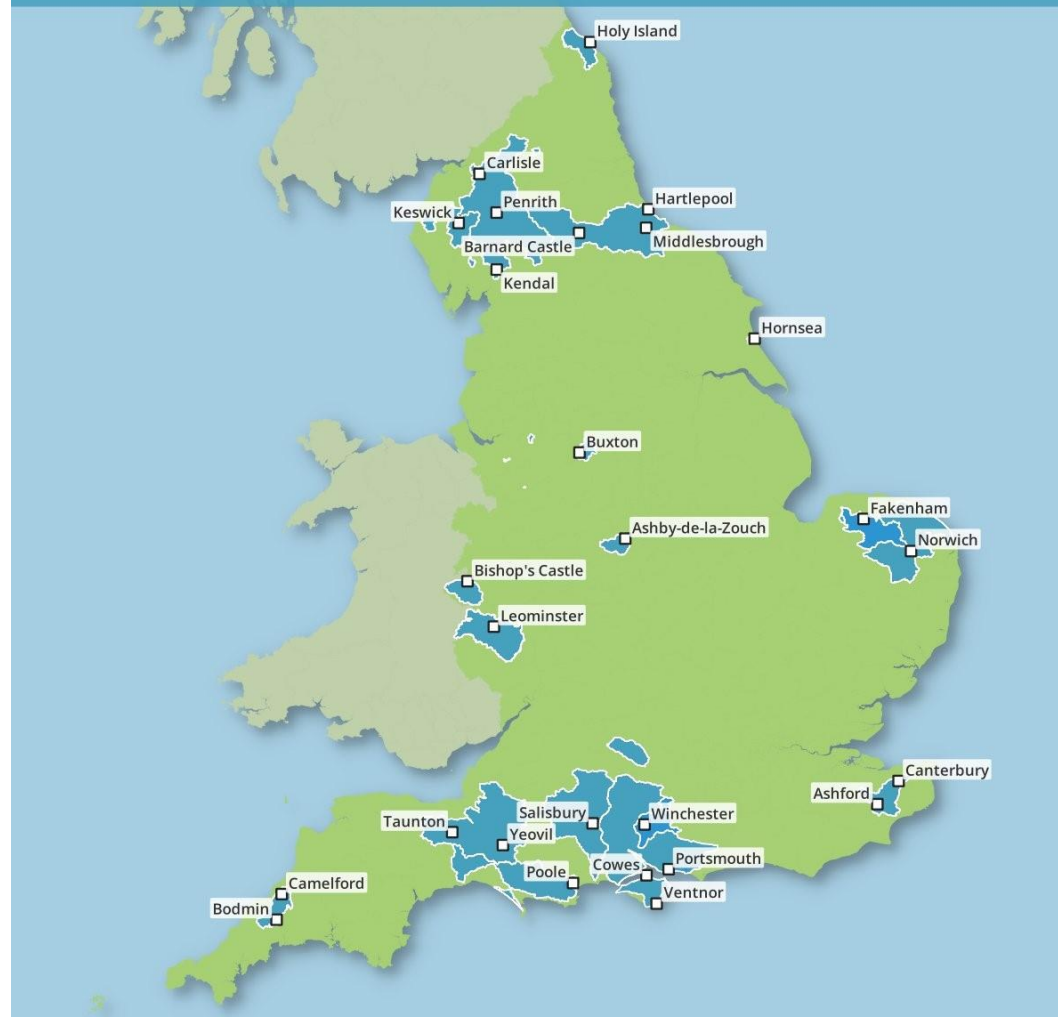 Holy Island
Carlisle
Penrith
Hartlepool
Keswick
Middlesbrough
Barnard Castle
Kendal
Hornsea
Buxton
Fakenham
Ashby-de-la-Zouch
Norwich
Bishop's Castle
Leominster
Canterbury
Ashford
Salisbury
Winchester
Taunton
Yeovil
Portsmouth
Cowes
Poole
Camelford
Ventnor
Bodmin